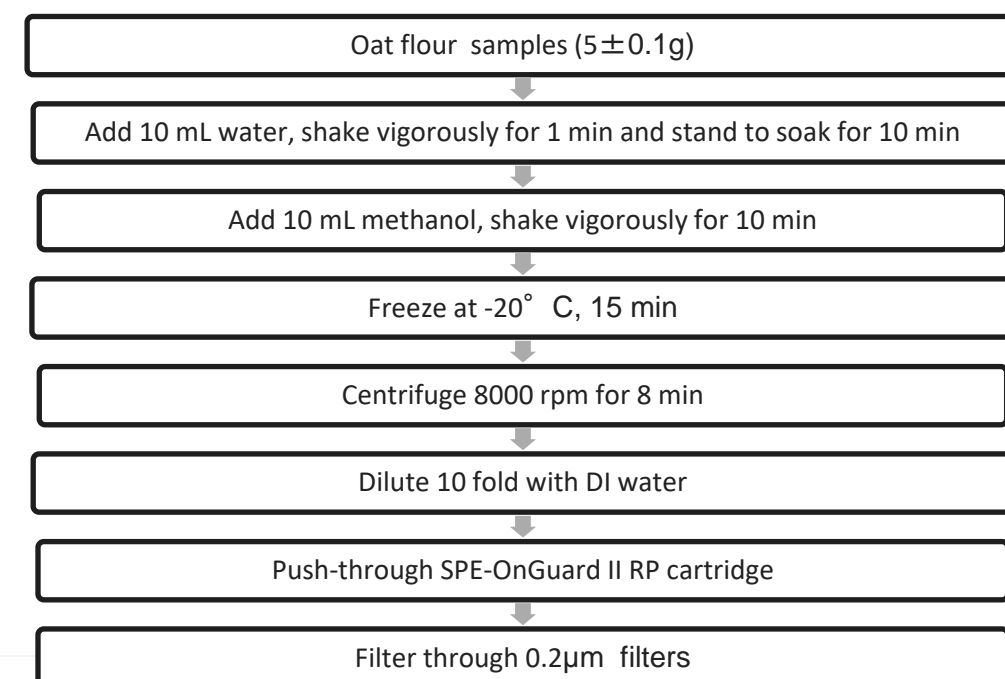 Oat flour  samples (5±0.1g)
Add 10 mL water, shake vigorously for 1 min and stand to soak for 10 min
Add 10 mL methanol, shake vigorously for 10 min
Freeze at -20° C, 15 min
Centrifuge 8000 rpm for 8 min
Dilute 10 fold with DI water
Push-through SPE-OnGuard II RP cartridge
Filter through 0.2µm  filters